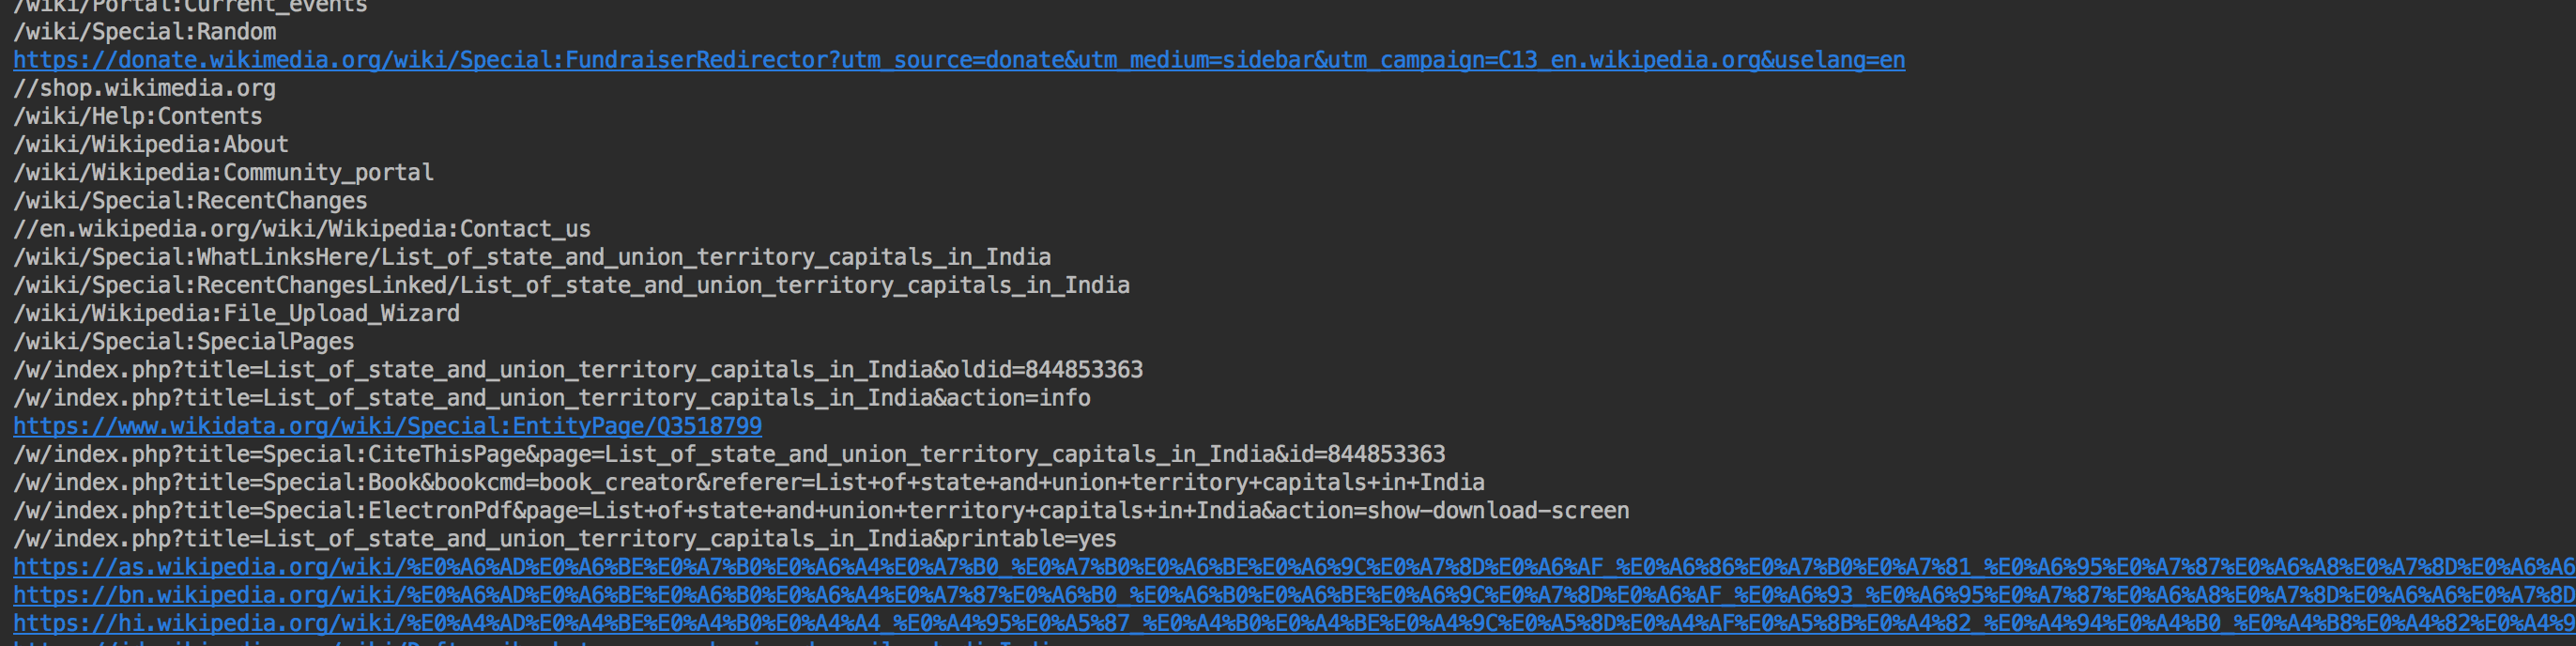 /wiki/Portal:Current_events
/wiki/Special:Random
https://donate.wikimedia.org/wiki/Special:FundraiserRedirector?utm_source=donate&utm_medium=sidebar&utm_campaign=C13_en.wikipedia.org&uselang=en
//shop.wikimedia.org
/wiki/Help:Contents
/wiki/Wikipedia:About
/wiki/Wikipedia:Community_portal
/wiki/Special:RecentChanges
//en.wikipedia.org/wiki/Wikipedia:Contact_us
/wiki/Special:WhatLinksHere/List_of_state_and_union_territory_capitals_in_India
/wiki/Special:RecentChangesLinked/List_of_state_and_union_territory_capitals_in_India
/wiki/Wikipedia:File_Upload_Wizard
/wiki/Special:SpecialPages
/w/index.php?title=List_of_state_and_union_territory_capitals_in_India&oldid=844853363
/w/index.php?title=List_of_state_and_union_territory_capitals_in_India&action=info
https://www.wikidata.org/wiki/Special:EntityPage/Q3518799
/w/index.php?title=Special:CiteThisPage&page=List_of_state_and_union_territory_capitals_in_India&id=844853363
/w/index.php?title=Special:Book&bookcmd=book_creator&referer=List+of+state+and+union+territory+capitals+in+India
/w/index.php?title=Special:ElectronPdf&page=List+of+state+and+union+territory+capitals+in+India&action=show-download-screen
/w/index.php?title=List_of_state_and_union_territory_capitals_in_India&printable=yes
https://as.wikipedia.org/wiki/%E0%A6%AD%E0%A6%BE%E0%A7%B0%E0%A6%A4%E0%A7%B0_%E0%A7%B0%E0%A6%BE%E0%A6%9C%E0%A7%8D%E0%A6%AF_%E0%A6%86%E0%A7%B0%E0%A7%81_%E0%A6%95%E0%A7%87%E0%A6%A8%E0%A7%8D%E0%A6%A6
https://bn.wikipedia.org/wiki/%E0%A6%AD%E0%A6%BE%E0%A6%B0%E0%A6%A4%E0%A7%87%E0%A6%B0_%E0%A6%B0%E0%A6%BE%E0%A6%9C%E0%A7%8D%E0%A6%AF_%E0%A6%93_%E0%A6%95%E0%A7%87%E0%A6%A8%E0%A7%8D%E0%A6%A6%E0%A7%8D
https://hi.wikipedia.org/wiki/%E0%A4%AD%E0%A4%BE%E0%A4%B0%E0%A4%A4_%E0%A4%95%E0%A5%87_%E0%A4%B0%E0%A4%BE%E0%A4%9C%E0%A5%8D%E0%A4%AF%E0%A5%8B%E0%A4%82_%E0%A4%94%E0%A4%B0_%E0%A4%B8%E0%A4%82%E0%A4%9